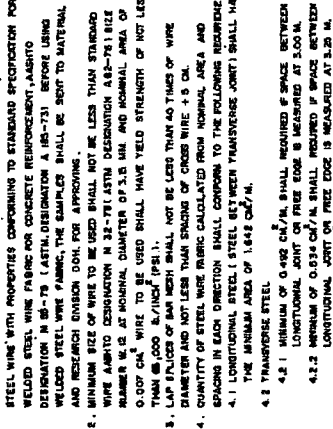 STEEL WIRE WITH PROPERTIES CONFORMING TO STANDARD SPECIFICATION FOR
WELDED STEEL WIRE FABRIC FOR CONCRETE REINFORCEMENT, AASHTO
DESIGNATION M 55-79 (ASTM. DESIGNATION A 185-73) BEFORE USING
WELDED STEEL WIRE FABRIC, THE SAMPLES SHALL BE SENT TO MATERIAL
AND RESEARCH DIVISION DOH. FOR APPROVING.
2. MINIMUM SIZE OF WIRE TO BE USED SHALL NOT BE LESS THAN STANDARD
WIRE AASHTO DESIGNATION M 32-78 (ASTM DESIGNATION A 82-76) SIZE
NUMBER W. 12 AT NOMINAL DIAMETER OF 3.15 MM. AND NOMINAL AREA OF
0.007 CM² WIRE TO BE USED SHALL HAVE YIELD STRENGTH OF NOT LES
THAN 65,000 #/INCH² (PSI).
3. LAP SPLICES OF BAR MESH SHALL NOT BE LESS THAN 40 TIMES OF WIRE
DIAMETER AND NOT LESS THAN SPACING OF CROSS WIRE + 5 CM.
4. QUANTITY OF STEEL WIRE FABRIC CALCULATED FROM NOMINAL AREA AND
SPACING IN EACH DIRECTION SHALL CONFORM TO THE FOLLOWING REQUIREME
4.1 LONGITUDINAL STEEL (STEEL BETWEEN TRANSVERSE JOINT) SHALL HA
THE MINIMUM AREA OF 1.642 CM²/M.
4.2 TRANSVERSE STEEL
4.2.1 MINIMUM OF 0.492 CM²/M, SHALL REQUIRED IF SPACE BETWEEN
LONGITUDINAL JOINT OR FREE EDGE IS MEASURED AT 3.00 M.
4.2.2 MINIMUM OF 0.534 CM²/M. SHALL REQUIRED IF SPACE BETWEEN
LONGITUDINAL JOINT OR FREE EDGE IS MEASURED AT 3.25 M.